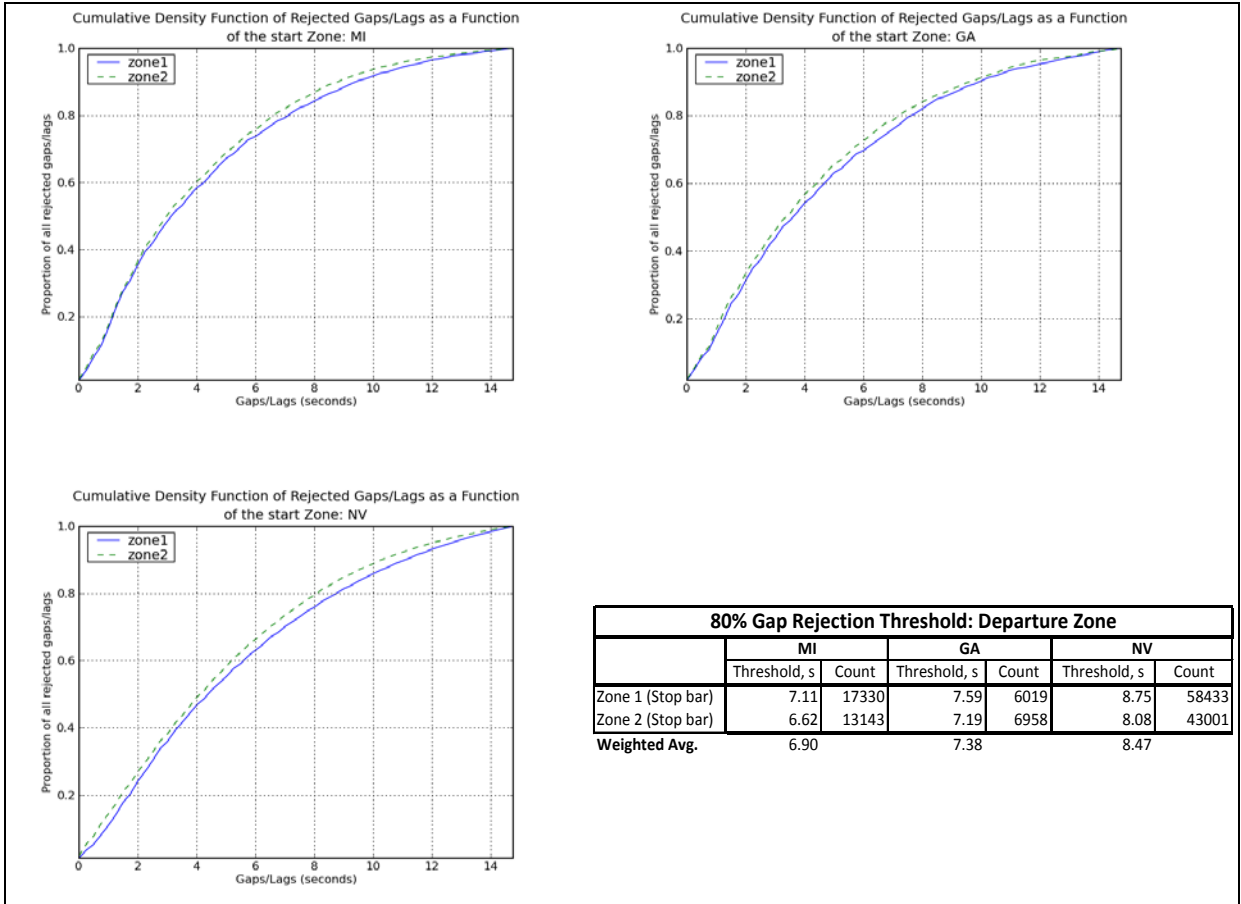 Cumulative Density Function of Rejected Gaps/Lags as a Function
of the start Zone: MI
zone1
zone2
1.0
0.8
0.6
0.4
0.2
Proportion of all rejected gaps/lags
0 2 4 6 8 10 12 14
Gaps/Lags (seconds)
Cumulative Density Function of Rejected Gaps/Lags as a Function
of the start Zone: GA
zone1
zone2
1.0
0.8
0.6
0.4
0.2
Proportion of all rejected gaps/lags
0 2 4 6 8 10 12 14
Gaps/Lags (seconds)
Cumulative Density Function of Rejected Gaps/Lags as a Function
of the start Zone: NV
zone1
zone2
1.0
0.8
0.6
0.4
0.2
Proportion of all rejected gaps/lags
0 2 4 6 8 10 12 14
Gaps/Lags (seconds)
80% Gap Rejection Threshold: Departure Zone
MI GA NV
Threshold, s Count Threshold, s Count Threshold, s Count
Zone 1 (Stop bar) 7.11 17330 7.59 6019 8.75 58433
Zone 2 (Stop bar) 6.62 13143 7.19 6958 8.08 43001
Weighted Avg. 6.90 7.38 8.47